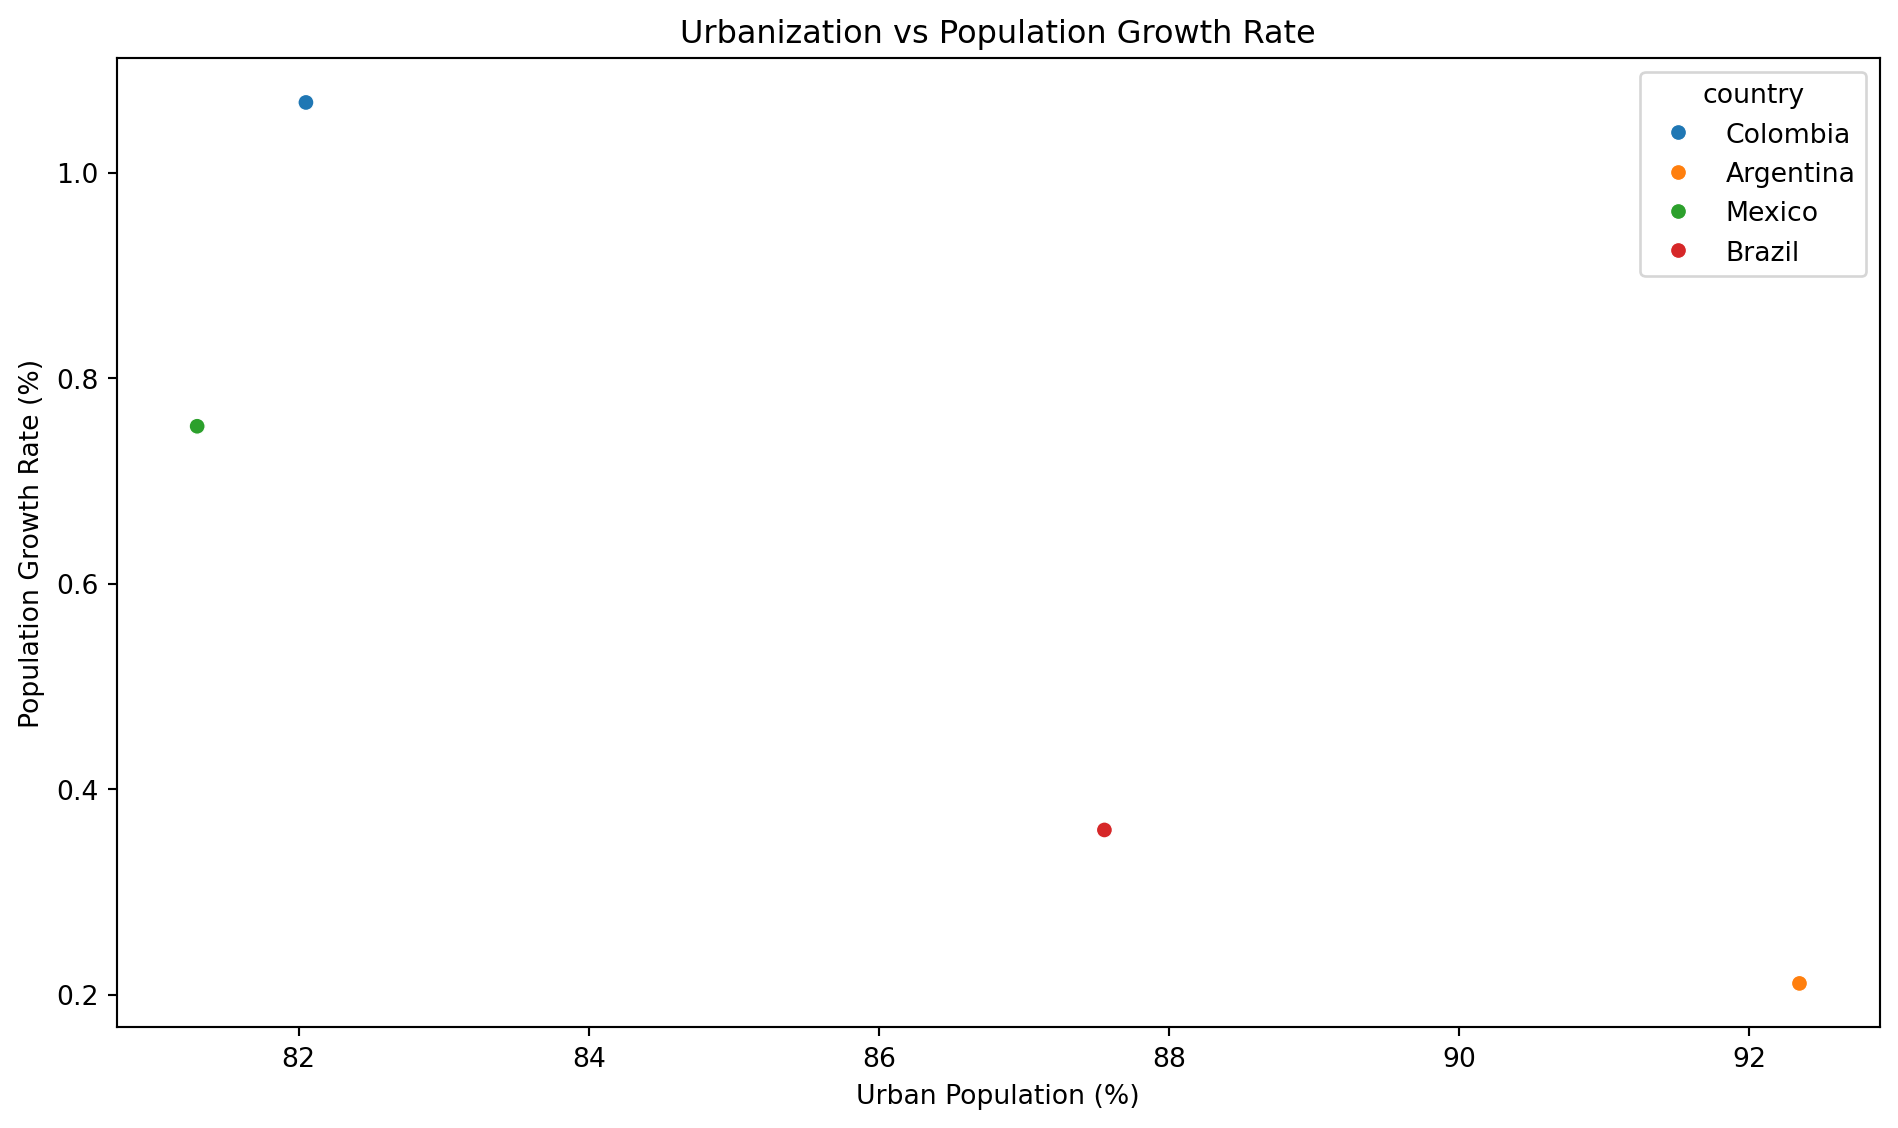 Urbanization vs Population Growth Rate
country
Colombia
Argentina
Mexico
Brazil
Population Growth Rate (%)
1.0
0.8
0.6
0.4
0.2
82 84 86 88 90 92
Urban Population (%)